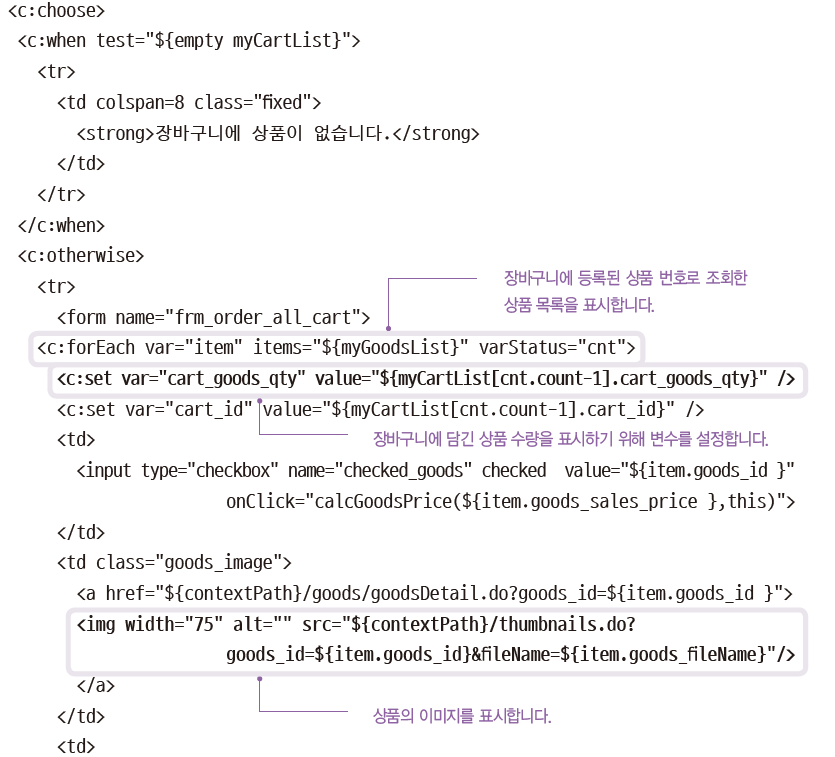 <c:choose>
<c:when test="${empty myCartList}">
<tr>
<td colspan=8 class="fixed">
<strong>장바구니에 상품이 없습니다.</strong>
</td>
</tr>
</c:when>
<c:otherwise>
<tr>
장바구니에 등록된 상품 번호로 조회한
상품 목록을 표시합니다.
<form name="frm_order_all_cart">
<c:forEach var="item" items="${myGoodsList}" varStatus="cnt">
<c:set var="cart_goods_qty" value="${myCartList[cnt.count-1].cart_goods_qty}" />
<c:set var="cart_id" value="${myCartList[cnt.count-1].cart_id}" />
<td>
장바구니에 담긴 상품 수량을 표시하기 위해 변수를 설정합니다.
<input type="checkbox" name="checked_goods" checked  value="${item.goods_id }"
onClick="calcGoodsPrice(${item.goods_sales_price },this)">
</td>
<td class="goods_image">
<a href="${contextPath}/goods/goodsDetail.do?goods_id=${item.goods_id }">
<img width="75" alt="" src="${contextPath}/thumbnails.do?
goods_id=${item.goods_id}&fileName=${item.goods_fileName}"/>
</a>
</td>
상품의 이미지를 표시합니다.
<td>